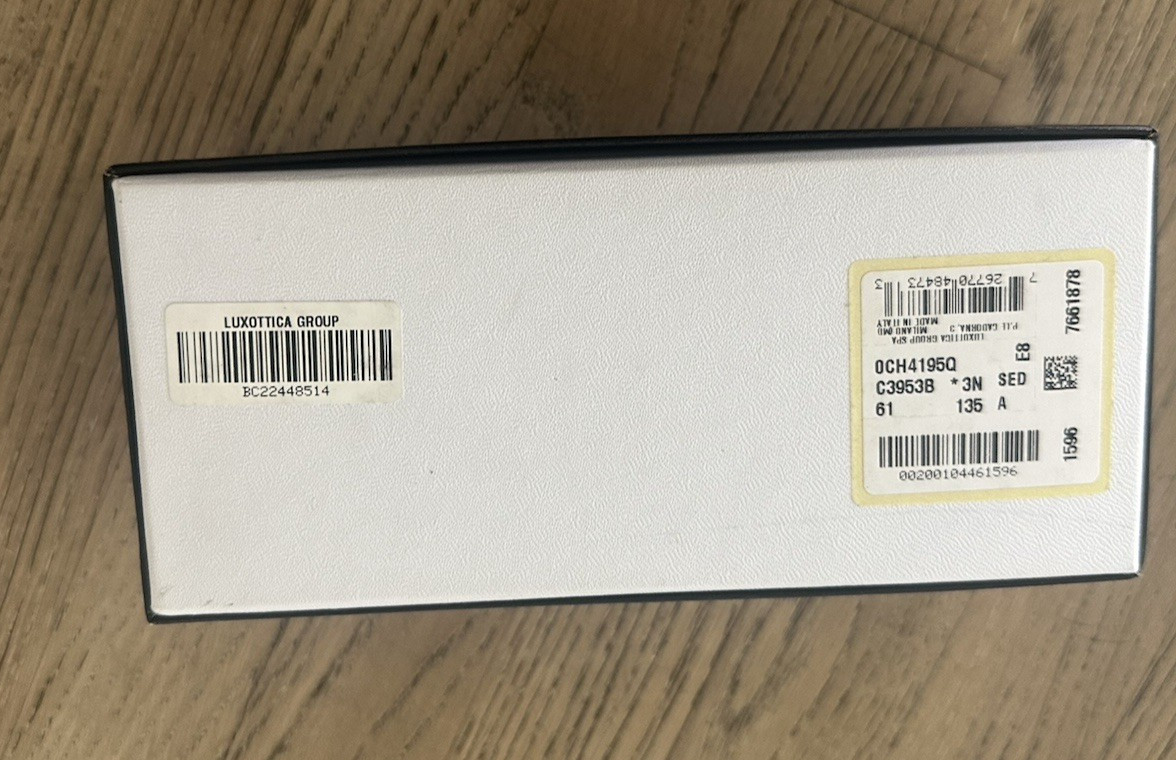 LUXOTTICA GROUP
BC22448514
7 26770 48473 3
LUXOTTICA GROUP SPA
P.LE CADORNA, 3
MILANO
MADE IN ITALY
7661878
E8
0CH4195Q
C3953B * 3N SED
61 135 A
1596
00200104461596